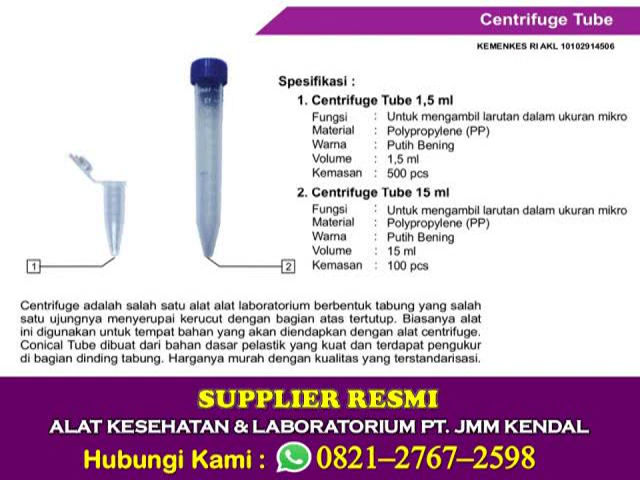 Centrifuge Tube
KEMENKES RI AKL 10102914506
Spesifikasi :
1. Centrifuge Tube 1,5 ml
Fungsi : Untuk mengambil larutan dalam ukuran mikro
Material : Polypropylene (PP)
Warna : Putih Bening
Volume : 1,5 ml
Kemasan : 500 pcs
2. Centrifuge Tube 15 ml
Fungsi : Untuk mengambil larutan dalam ukuran mikro
Material : Polypropylene (PP)
Warna : Putih Bening
Volume : 15 ml
Kemasan : 100 pcs
1
2
Centrifuge adalah salah satu alat alat laboratorium berbentuk tabung yang salah
satu ujungnya menyerupai kerucut dengan bagian atas tertutup. Biasanya alat
ini digunakan untuk tempat bahan yang akan diendapkan dengan alat centrifuge.
Conical Tube dibuat dari bahan dasar pelastik yang kuat dan terdapat pengukur
di bagian dinding tabung. Harganya murah dengan kualitas yang terstandarisasi.
SUPPLIER RESMI
ALAT KESEHATAN & LABORATORIUM PT. JMM KENDAL
Hubungi Kami : 0821–2767–2598